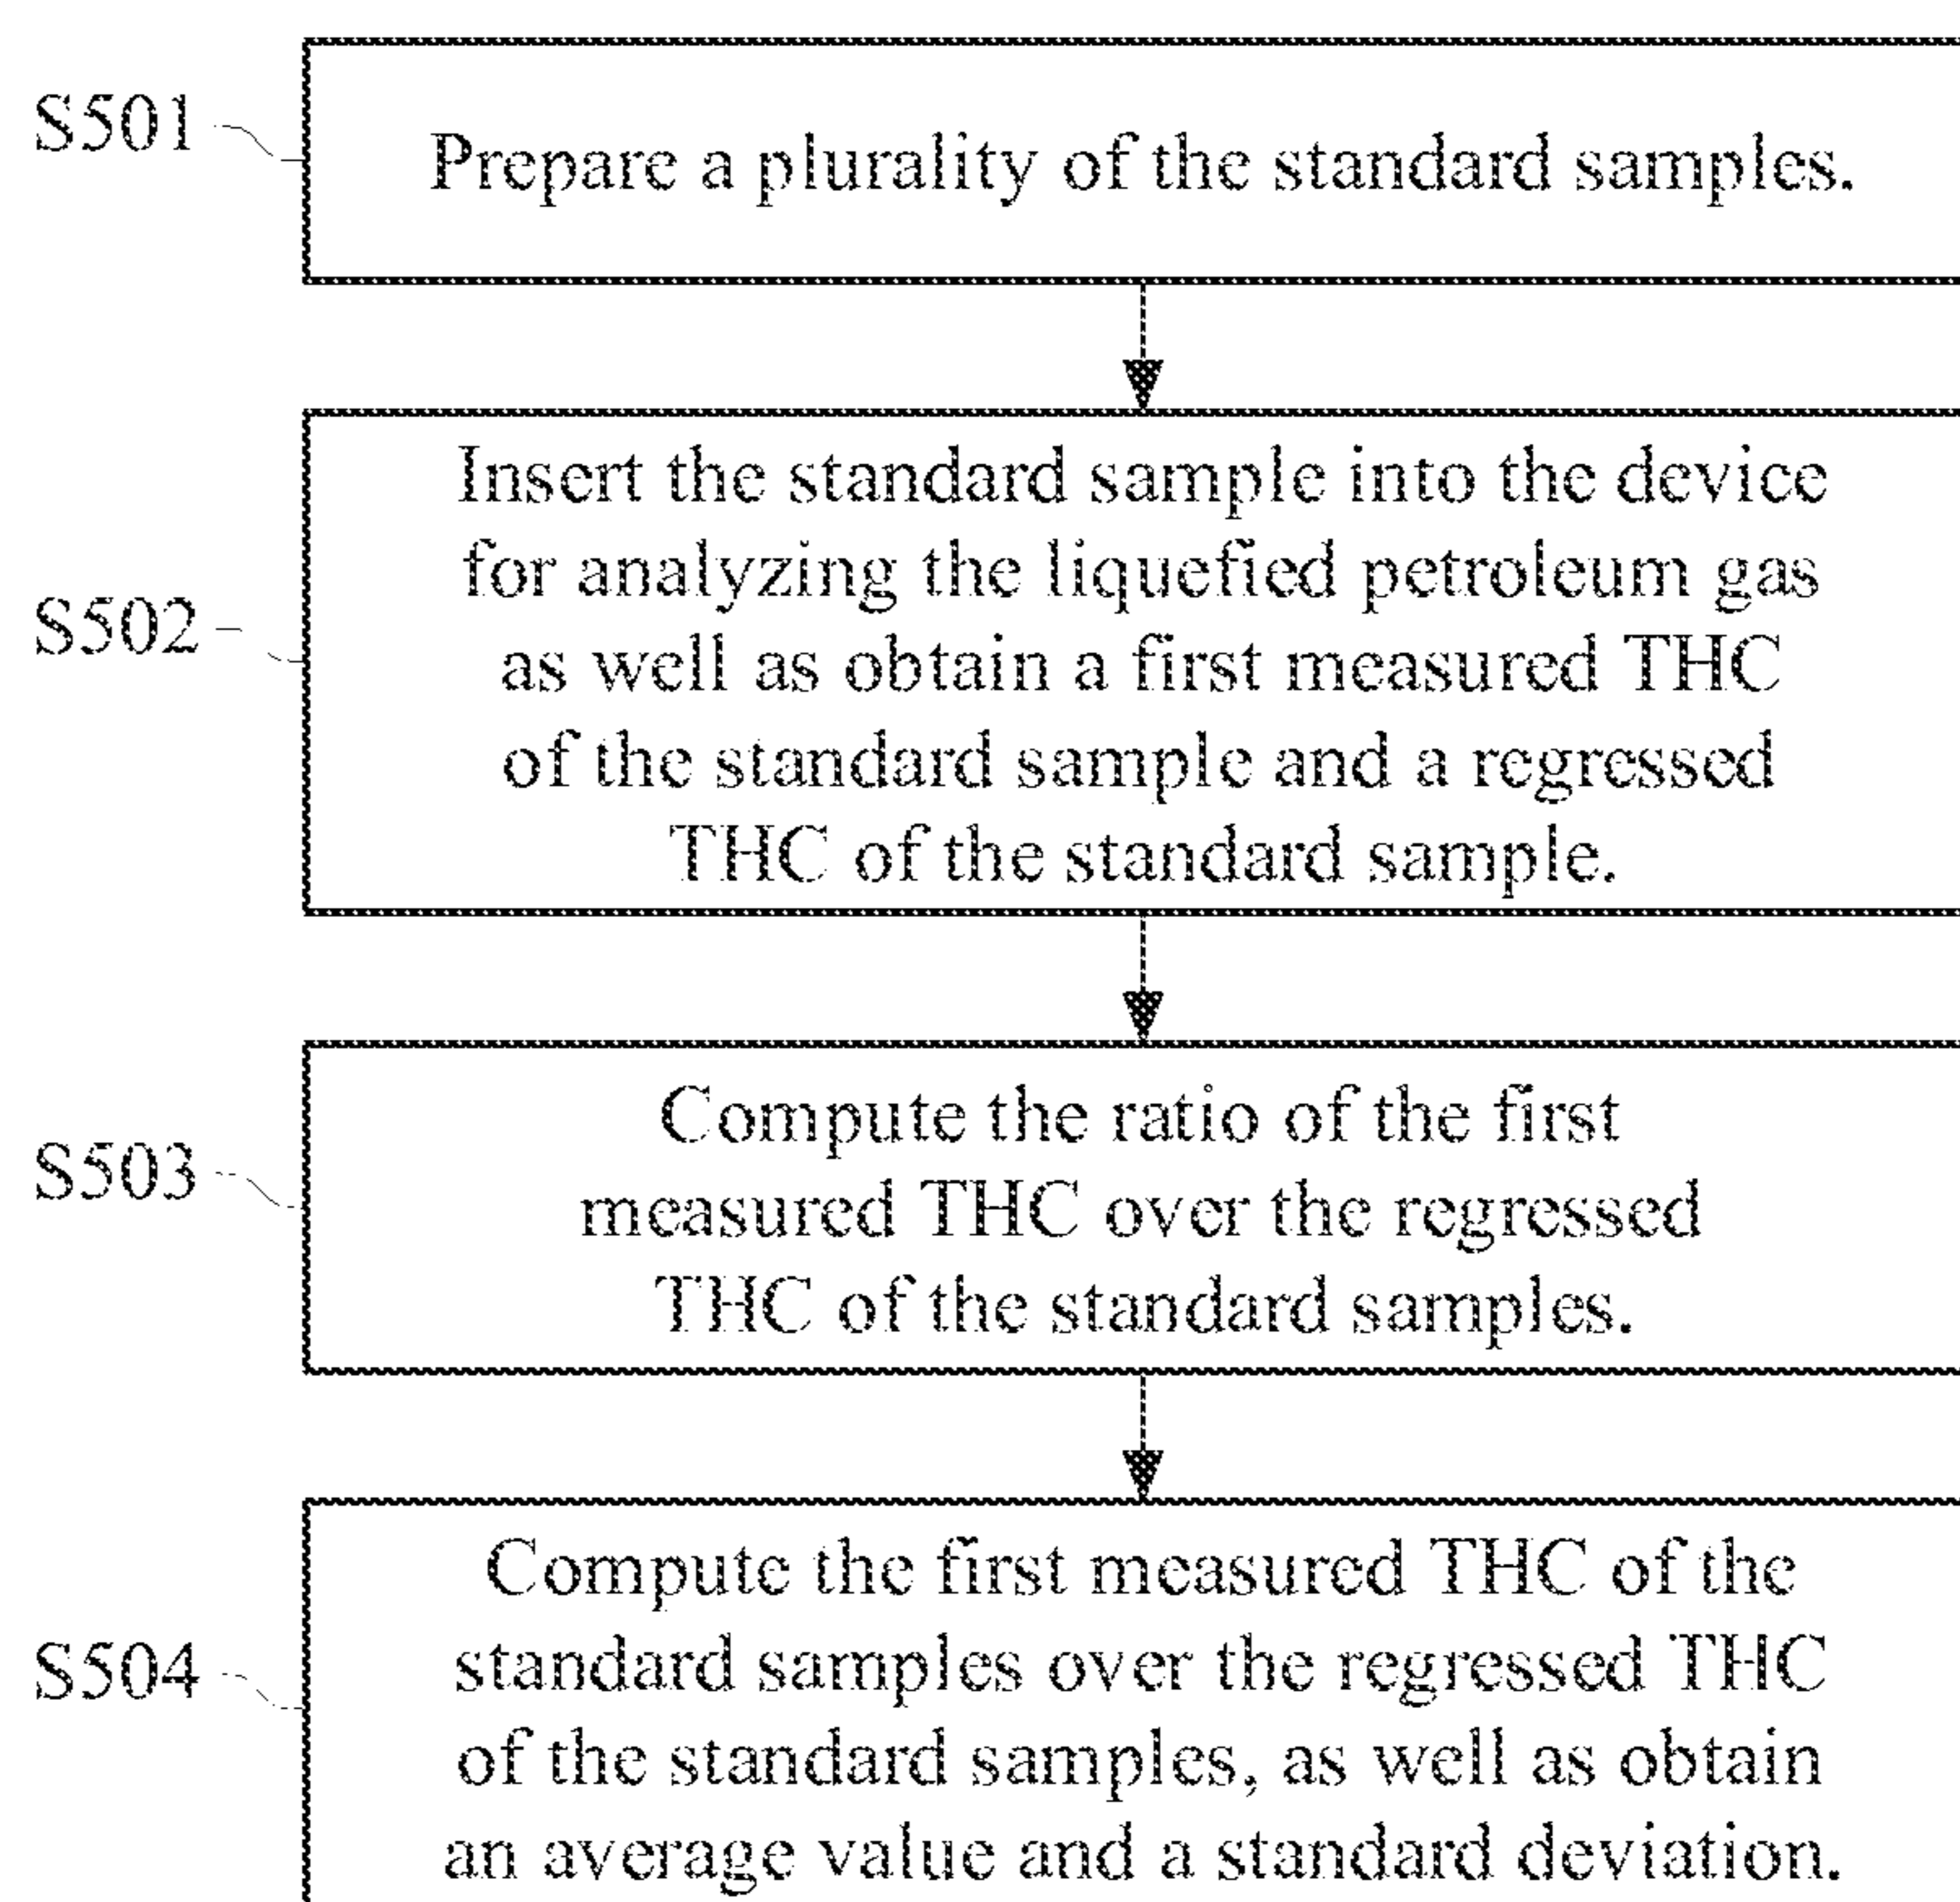 S501
Prepare a plurality of the standard samples.
Insert the standard sample into the device
for analyzing the liquefied petroleum gas
S502
as well as obtain a first measured THC
of the standard sample and a regressed
THC of the standard sample.
Compute the ratio of the first
S503
measured THC over the regressed
THC of the standard samples.
Compute the first measured THC of the
S504
standard samples over the regressed THC
of the standard samples, as well as obtain
an average value and a standard deviation.